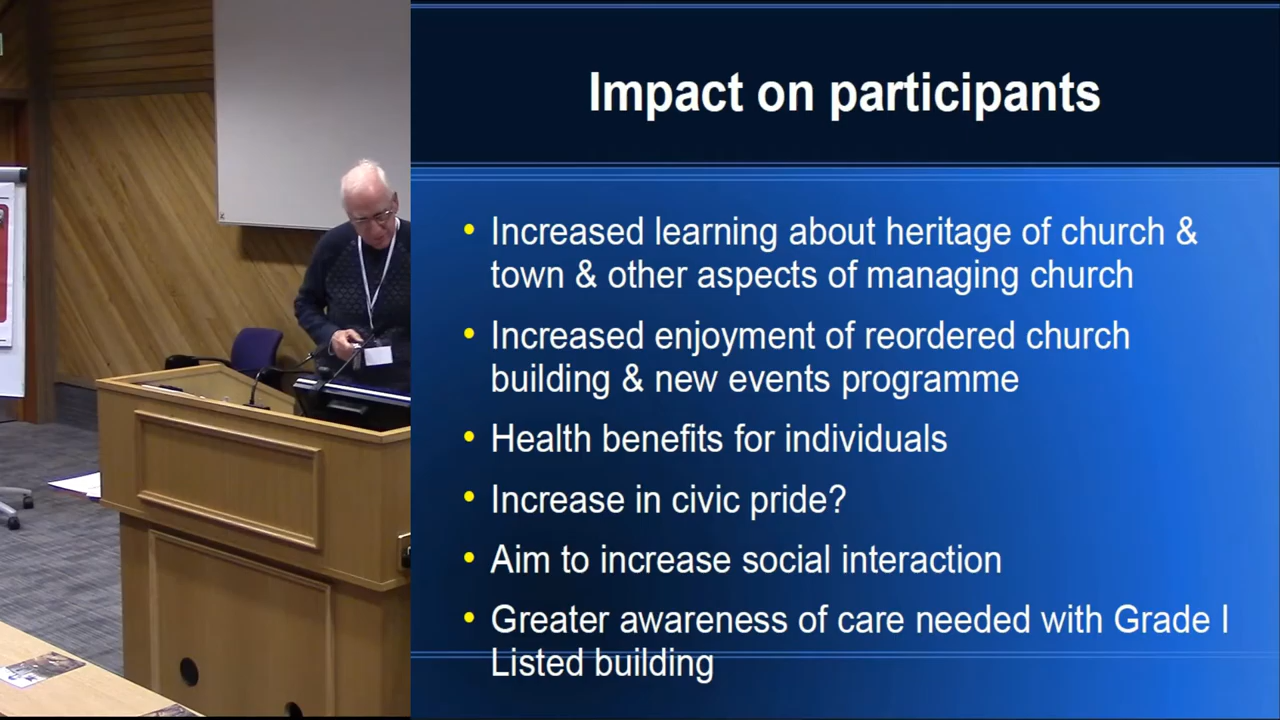 Impact on participants
• Increased learning about heritage of church &
town & other aspects of managing church
• Increased enjoyment of reordered church
building & new events programme
• Health benefits for individuals
• Increase in civic pride?
• Aim to increase social interaction
• Greater awareness of care needed with Grade I
Listed building